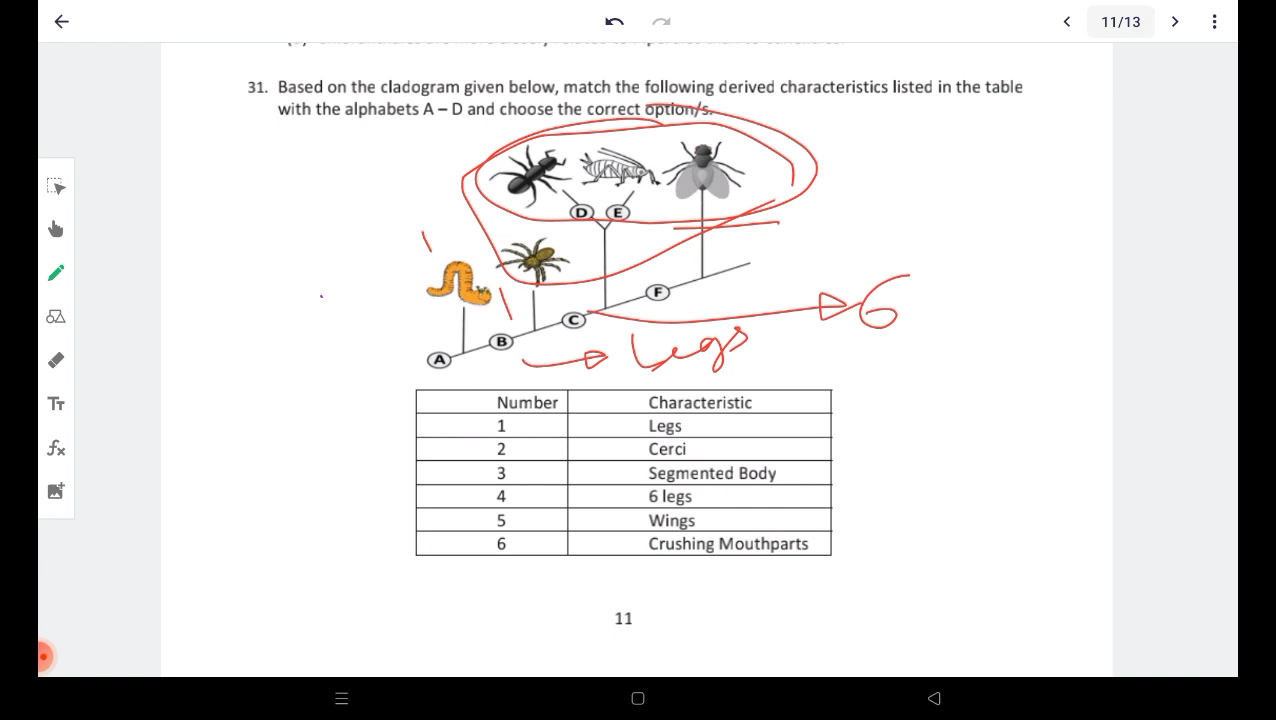 11/13
31. Based on the cladogram given below, match the following derived characteristics listed in the table
with the alphabets A – D and choose the correct option/s.
D E
F
C
B
A
6
Legs
Number Characteristic
1 Legs
2 Cerci
3 Segmented Body
4 6 legs
5 Wings
6 Crushing Mouthparts
11
Tт
fx